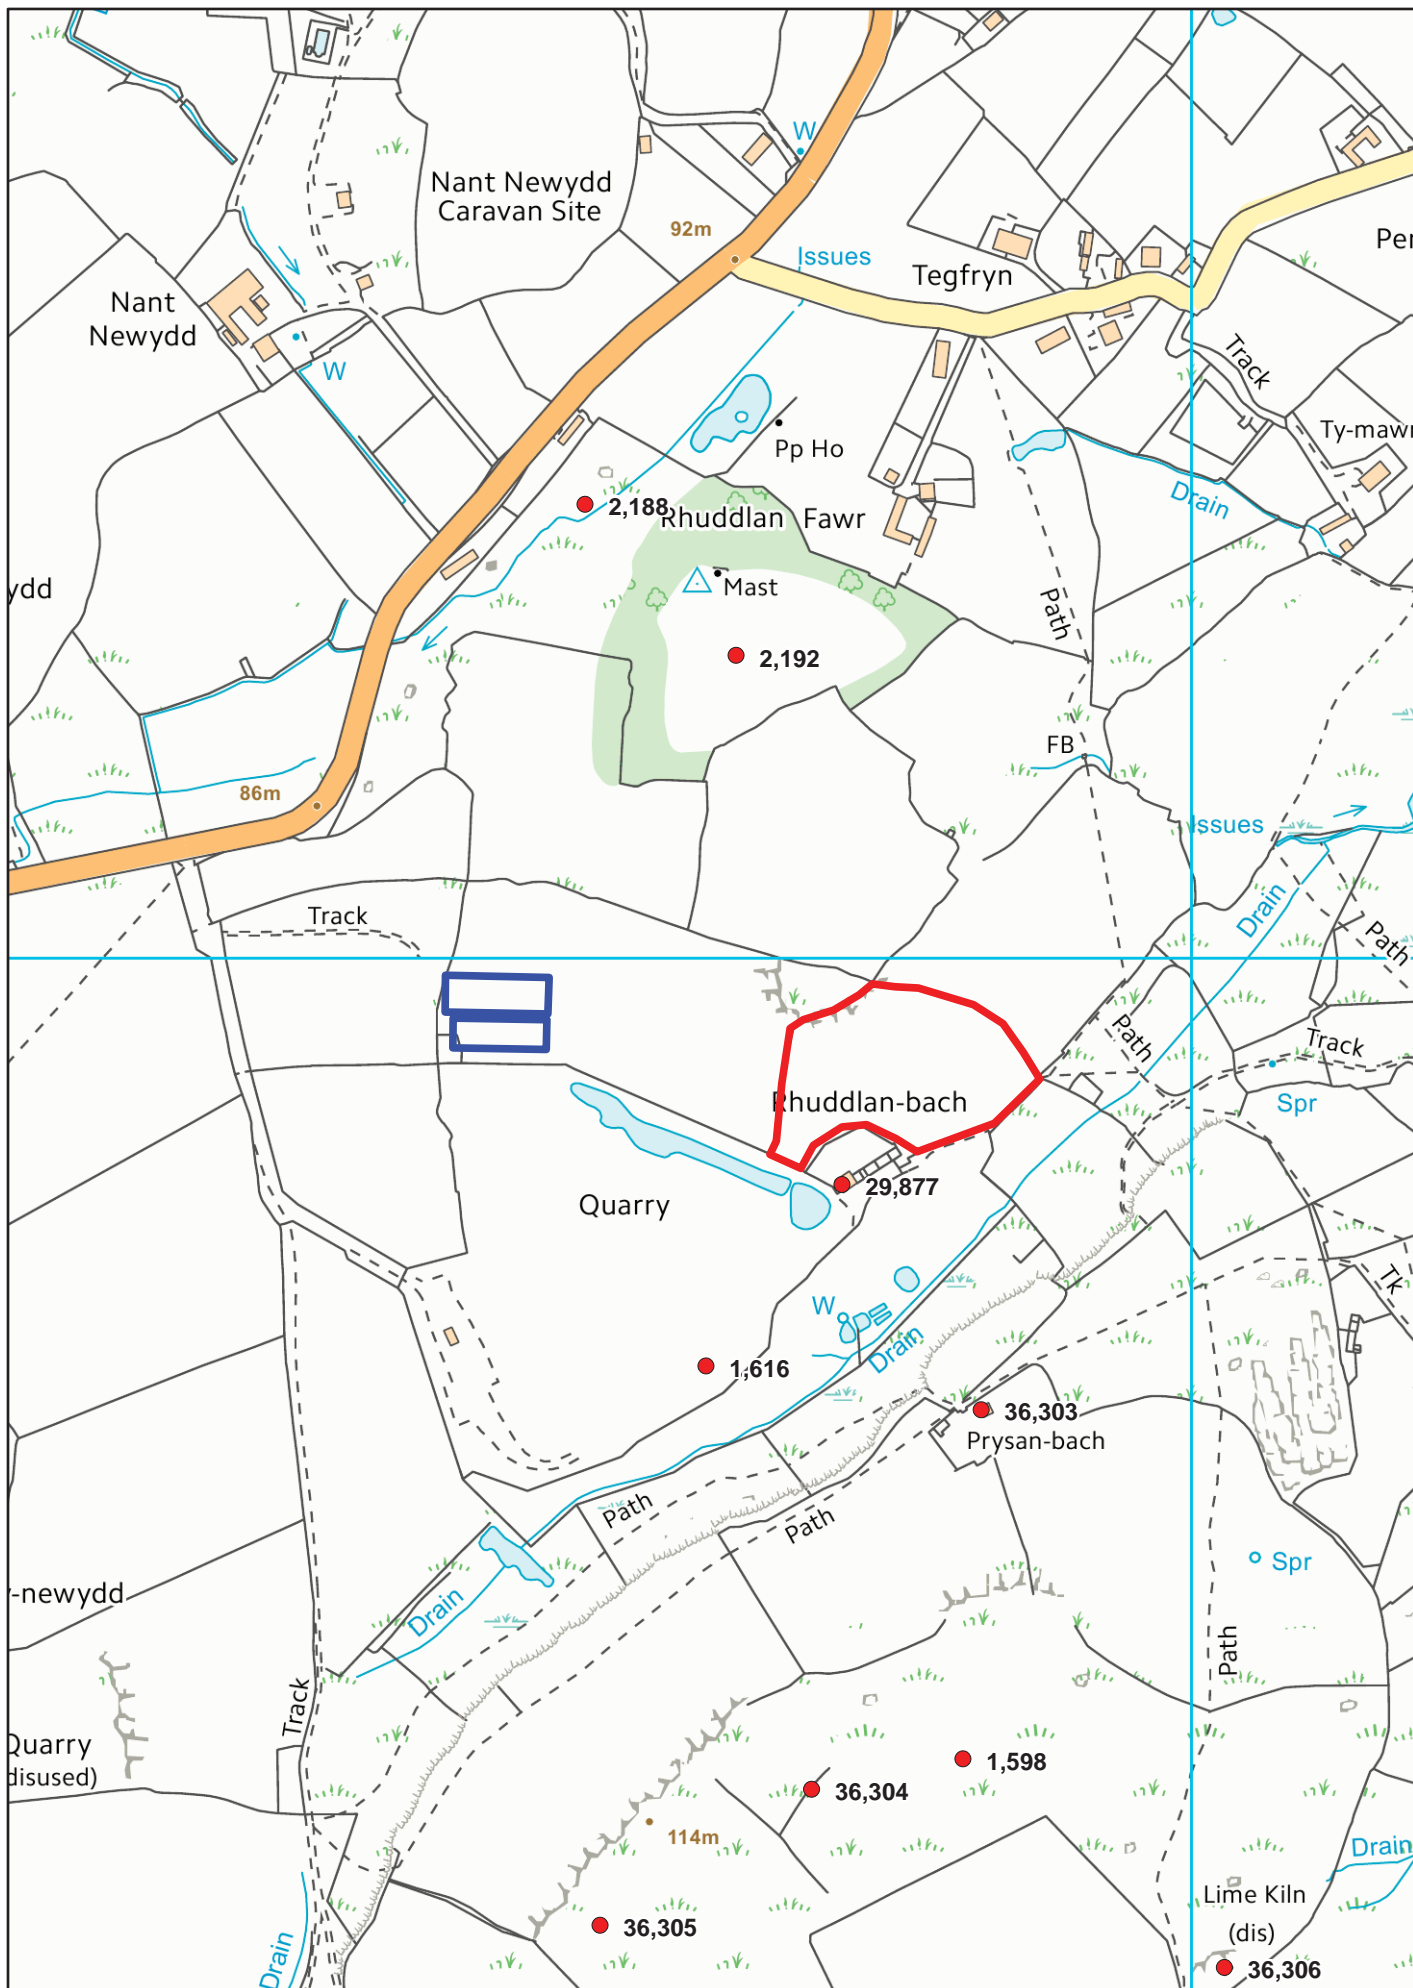 W
Nant Newydd
Caravan Site
92m
Issues
Tegfryn
Per
Nant
Newydd
W
Track
Ty-mawr
Pp Ho
Drain
2,188
Rhuddlan Fawr
Mast
ydd
Path
2,192
FB
86m
Issues
Drain
Track
Path
Path
Track
Rhuddlan-bach
Spr
29,877
Quarry
Tk
W
Drain
1,616
36,303
Prysan-bach
Path
Path
Spr
-newydd
Drain
Path
Track
Quarry
disused)
1,598
36,304
114m
Drain
Lime Kiln
(dis)
36,305
Drain
36,306